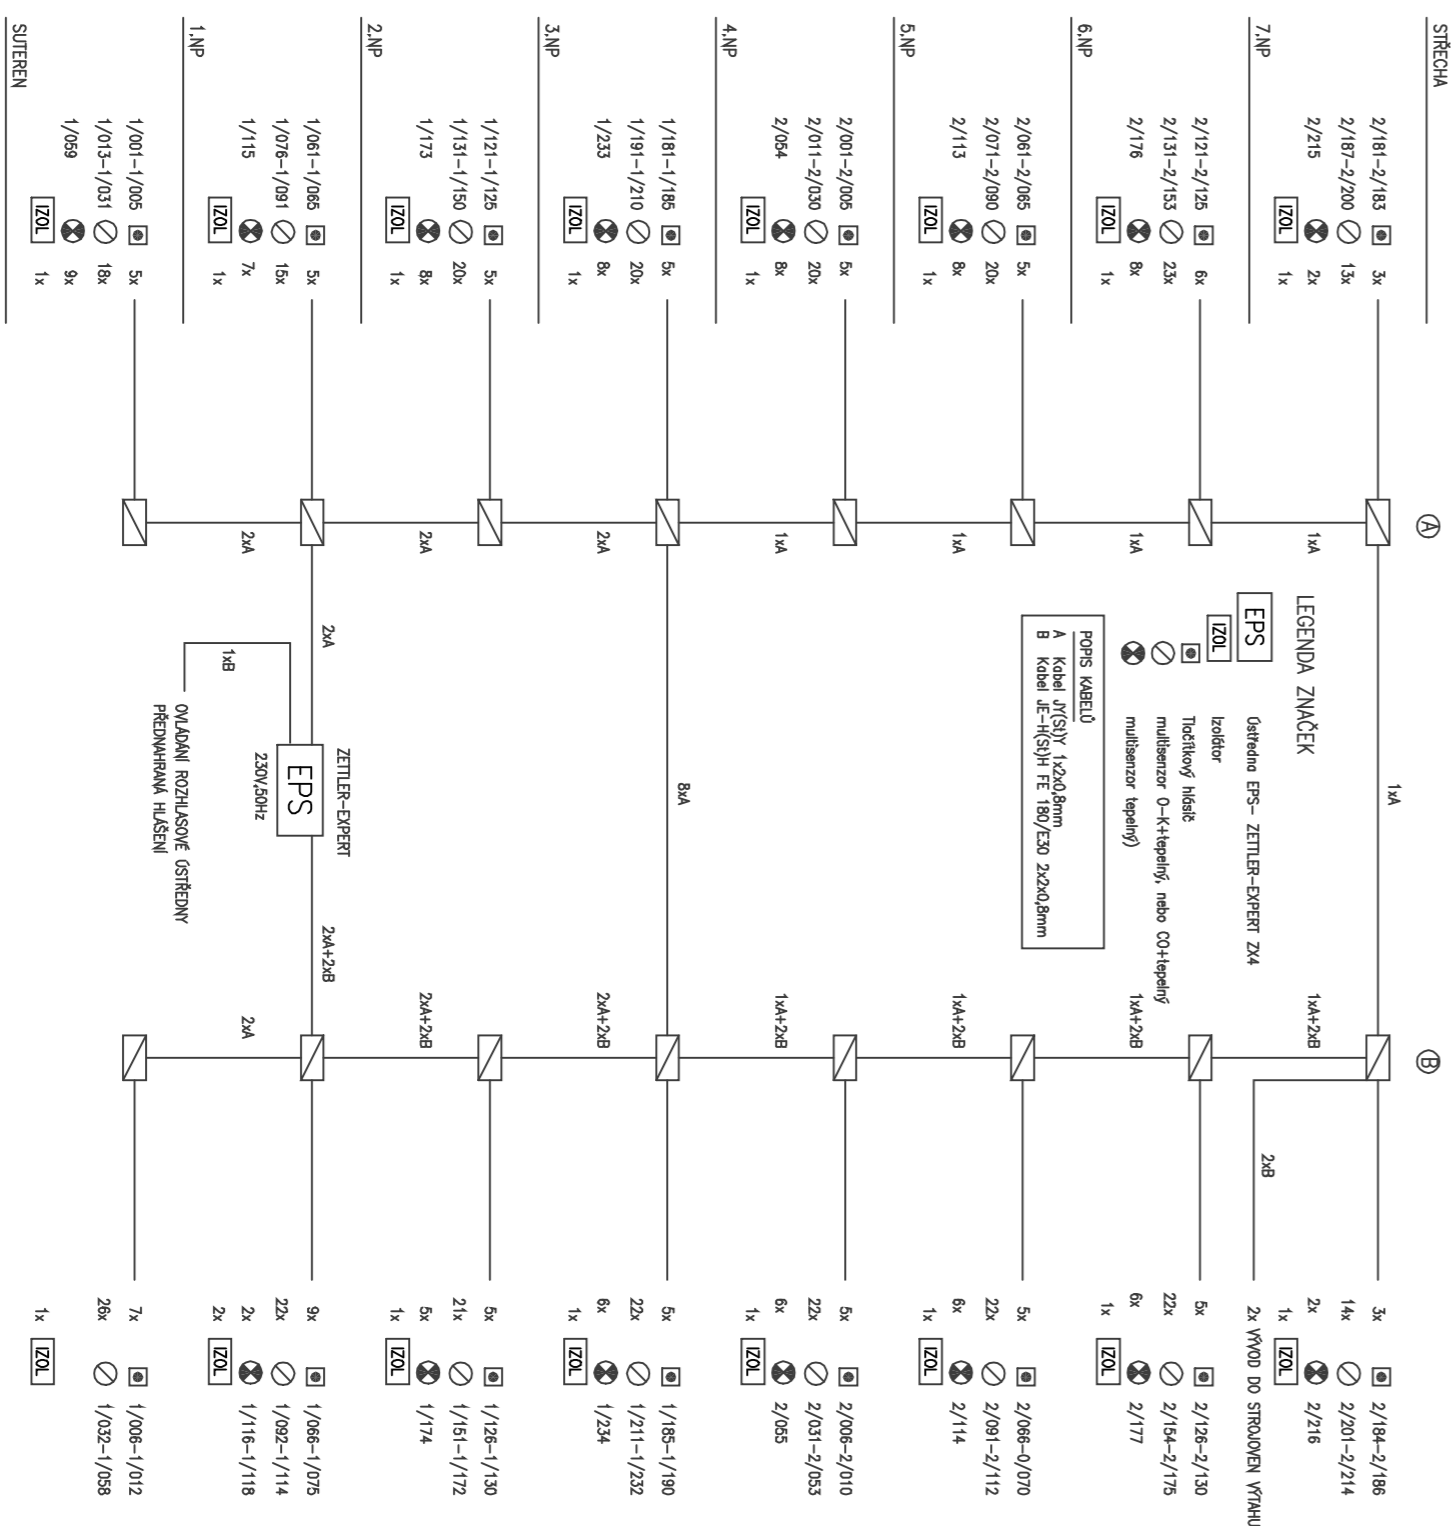 STŘECHA
7.NP
2/181-2/183 3x
2/187-2/200 13x
2/215 2x
IZOL 1x
6.NP
2/121-2/125 6x
2/131-2/153 23x
2/176 8x
IZOL 1x
5.NP
2/061-2/065 5x
2/071-2/090 20x
2/113 8x
IZOL 1x
4.NP
2/001-2/005 5x
2/011-2/030 20x
2/054 8x
IZOL 1x
3.NP
1/181-1/185 5x
1/191-1/210 20x
1/233 8x
IZOL 1x
2.NP
1/121-1/125 5x
1/131-1/150 20x
1/173 8x
IZOL 1x
1.NP
1/061-1/065 5x
1/076-1/091 15x
1/115 7x
IZOL 1x
SUTEREN
1/001-1/005 5x
1/013-1/031 18x
1/059 9x
IZOL 1x
A
1xA
1xA
1xA
1xA
2xA
2xA
2xA
1xA
LEGENDA ZNAČEK
EPS Ústředna EPS- ZETTLER-EXPERT ZX4
IZOL Izolátor
Tlačítkový hlásič
multisenzor O-K+tepelný, nebo CO+tepelný
multisenzor tepelný)
POPIS KABELŮ
A Kabel JY(St)Y 1x2x0,8mm
B Kabel JE-H(St)H FE 180/E30 2x2x0,8mm
8xA
2xA
ZETTLER-EXPERT
EPS
230V,50Hz
2xA+2xB
1xB
OVLÁDÁNÍ ROZHLASOVÉ ÚSTŘEDNY
PŘEDNAHRANÁ HLÁŠENÍ
B
1xA+2xB
1xA+2xB
1xA+2xB
1xA+2xB
2xA+2xB
2xA+2xB
2xA
2xB
3x 2/184-2/186
14x 2/201-2/214
2x 2/216
1x IZOL
2x VÝVOD DO STROJOVEN VÝTAHU
5x 2/126-2/130
22x 2/154-2/175
6x 2/177
1x IZOL
5x 2/066-0/070
22x 2/091-2/112
6x 2/114
1x IZOL
5x 2/006-2/010
22x 2/031-2/053
6x 2/055
1x IZOL
5x 1/185-1/190
22x 1/211-1/232
6x 1/234
1x IZOL
5x 1/126-1/130
21x 1/151-1/172
5x 1/174
1x IZOL
9x 1/066-1/075
22x 1/092-1/114
2x 1/116-1/118
2x IZOL
7x 1/006-1/012
26x 1/032-1/058
1x IZOL